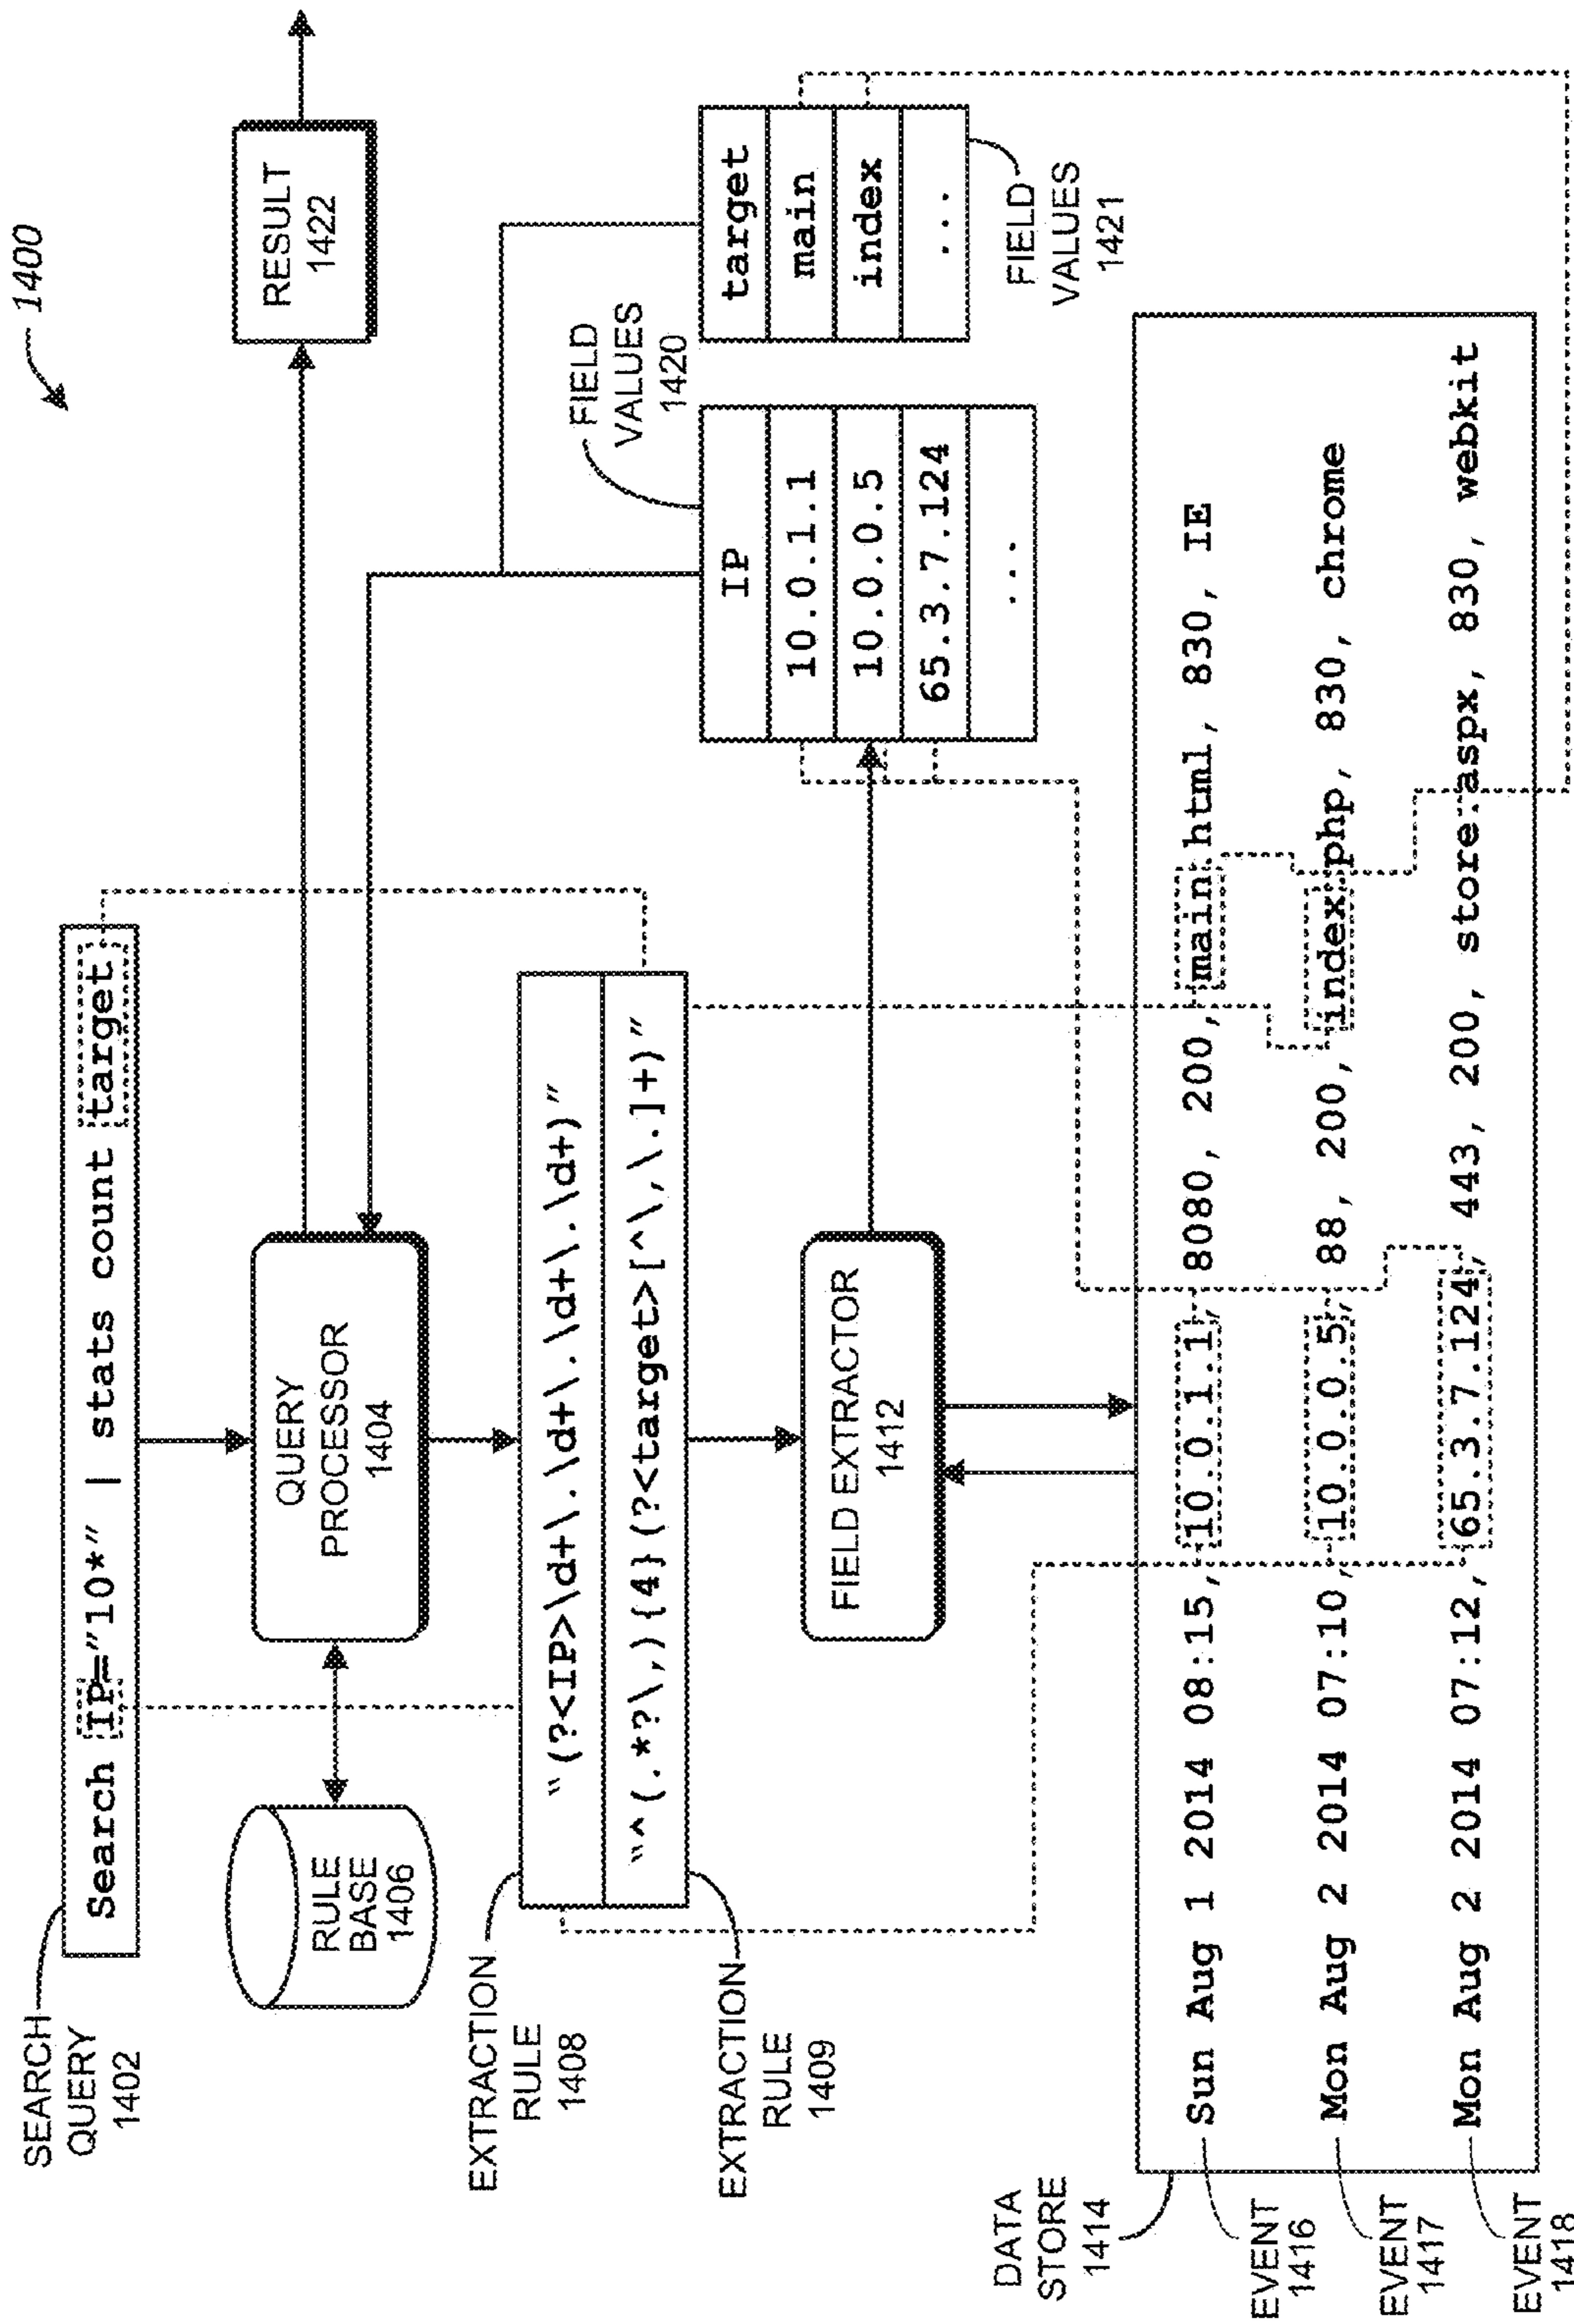 1400
SEARCH
QUERY
1402
Search IP="10*" | stats count target
RULE
BASE
1406
QUERY
PROCESSOR
1404
RESULT
1422
EXTRACTION
RULE
1408
"(?<IP>\d+\.\d+\.\d+\.\d+)"
"^(.*?\,){4}(?<target>[^\,\.]+)"
EXTRACTION
RULE
1409
FIELD EXTRACTOR
1412
FIELD
VALUES
1420
IP
10.0.1.1
10.0.0.5
65.3.7.124
...
target
main
index
...
FIELD
VALUES
1421
DATA
STORE
1414
EVENT
1416
Sun Aug 1 2014 08:15, 10.0.1.1, 8080, 200, main.html, 830, IE
EVENT
1417
Mon Aug 2 2014 07:10, 10.0.0.5, 88, 200, index.php, 830, chrome
EVENT
1418
Mon Aug 2 2014 07:12, 65.3.7.124, 443, 200, store.aspx, 830, webkit